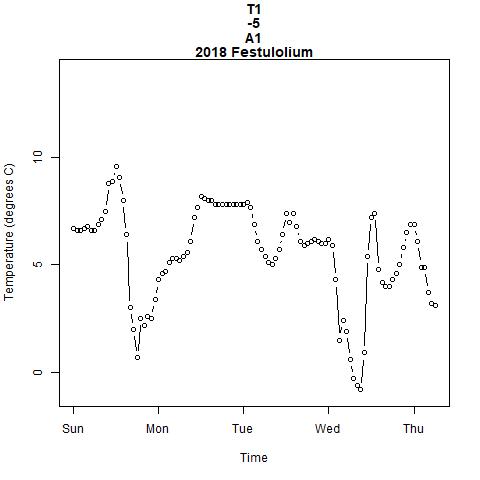 T1
-5
A1
2018 Festulolium
Temperature (degrees C)
10
5
0
Sun Mon Tue Wed Thu
Time